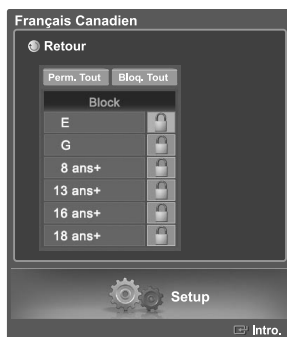 Français Canadien
Retour
Perm. Tout Bloq. Tout
Block
E
G
8 ans+
13 ans+
16 ans+
18 ans+
Setup
Intro.